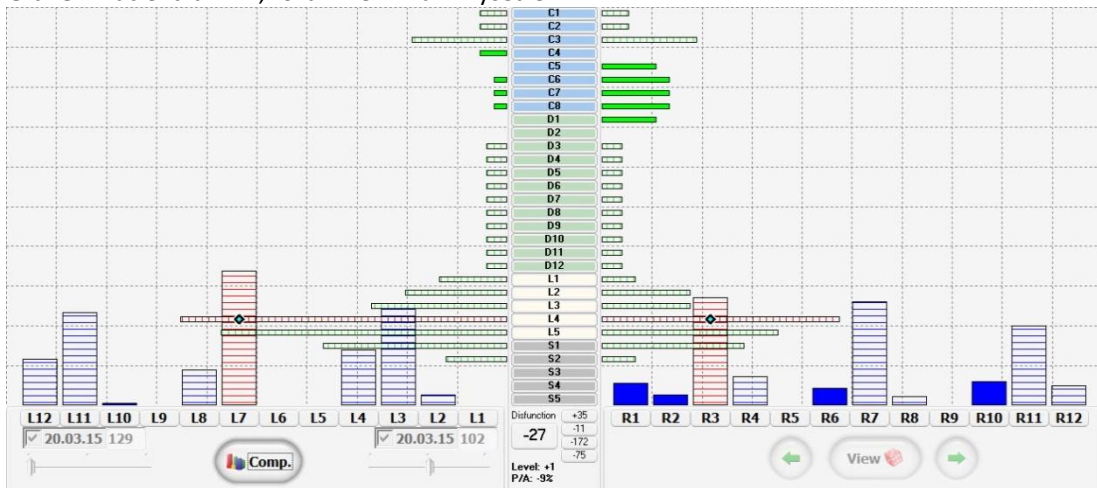 C1
C2
C3
C4
C5
C6
C7
C8
D1
D2
D3
D4
D5
D6
D7
D8
D9
D10
D11
D12
L1
L2
L3
L4
L5
S1
S2
S3
S4
S5
L12 L11 L10 L9 L8 L7 L6 L5 L4 L3 L2 L1
Disfunction +35
-11
-27
-172
-75
Level: +1
P/A: -9%
R1 R2 R3 R4 R5 R6 R7 R8 R9 R10 R11 R12
20.03.15 129
Comp.
20.03.15 102
View